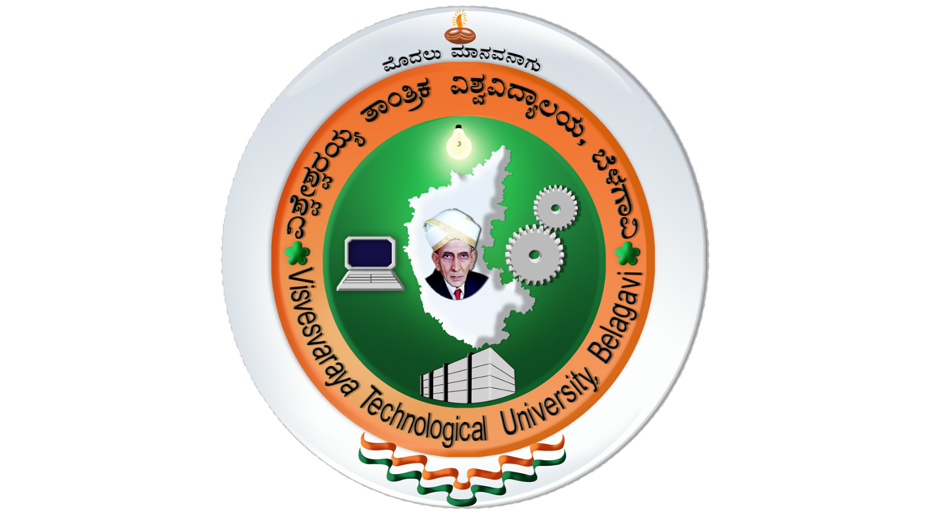 ಮೊದಲು ಮಾನವನಾಗು
ವಿಶ್ವೇಶ್ವರಯ್ಯ ತಾಂತ್ರಿಕ ವಿಶ್ವವಿದ್ಯಾಲಯ, ಬೆಳಗಾವಿ
Visvesvaraya Technological University, Belagavi